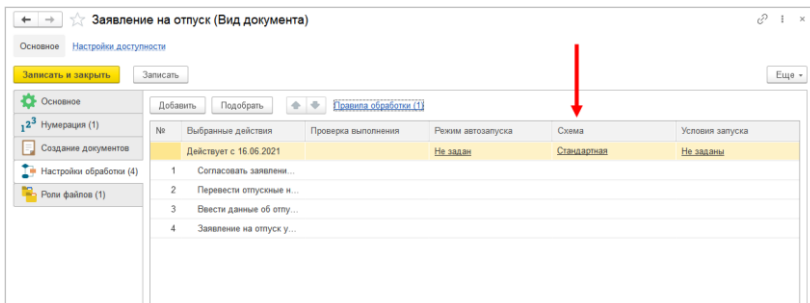 Заявление на отпуск (Вид документа)
Основное Настройки доступности
Записать и закрыть Записать Еще
Основное
Нумерация (1)
Создание документов
Настройки обработки (4)
Роли файлов (1)
Добавить Подобрать Правила обработки (1)
№ Выбранные действия Проверка выполнения Режим автозапуска Схема Условия запуска
Действует с 16.06.2021 Не задан Стандартная Не заданы
1 Согласовать заявлени...
2 Перевести отпускные н...
3 Ввести данные об отпу...
4 Заявление на отпуск у...